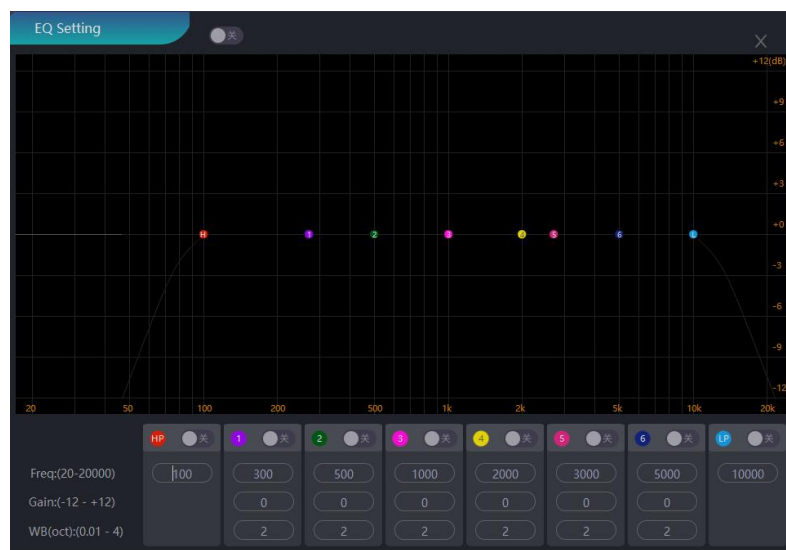 EQ Setting 关 X
+12(dB)
+9
+6
+3
H 1 2 3 4 5 6 L +0
-3
-6
-9
-12
20 50 100 200 500 1k 2k 5k 10k 20k
HP 关 1 关 2 关 3 关 4 关 5 关 6 关 LP 关
Freq:(20-20000) 100 300 500 1000 2000 3000 5000 10000
Gain:(-12 - +12) 0 0 0 0 0 0
WB(oct):(0.01 - 4) 2 2 2 2 2 2